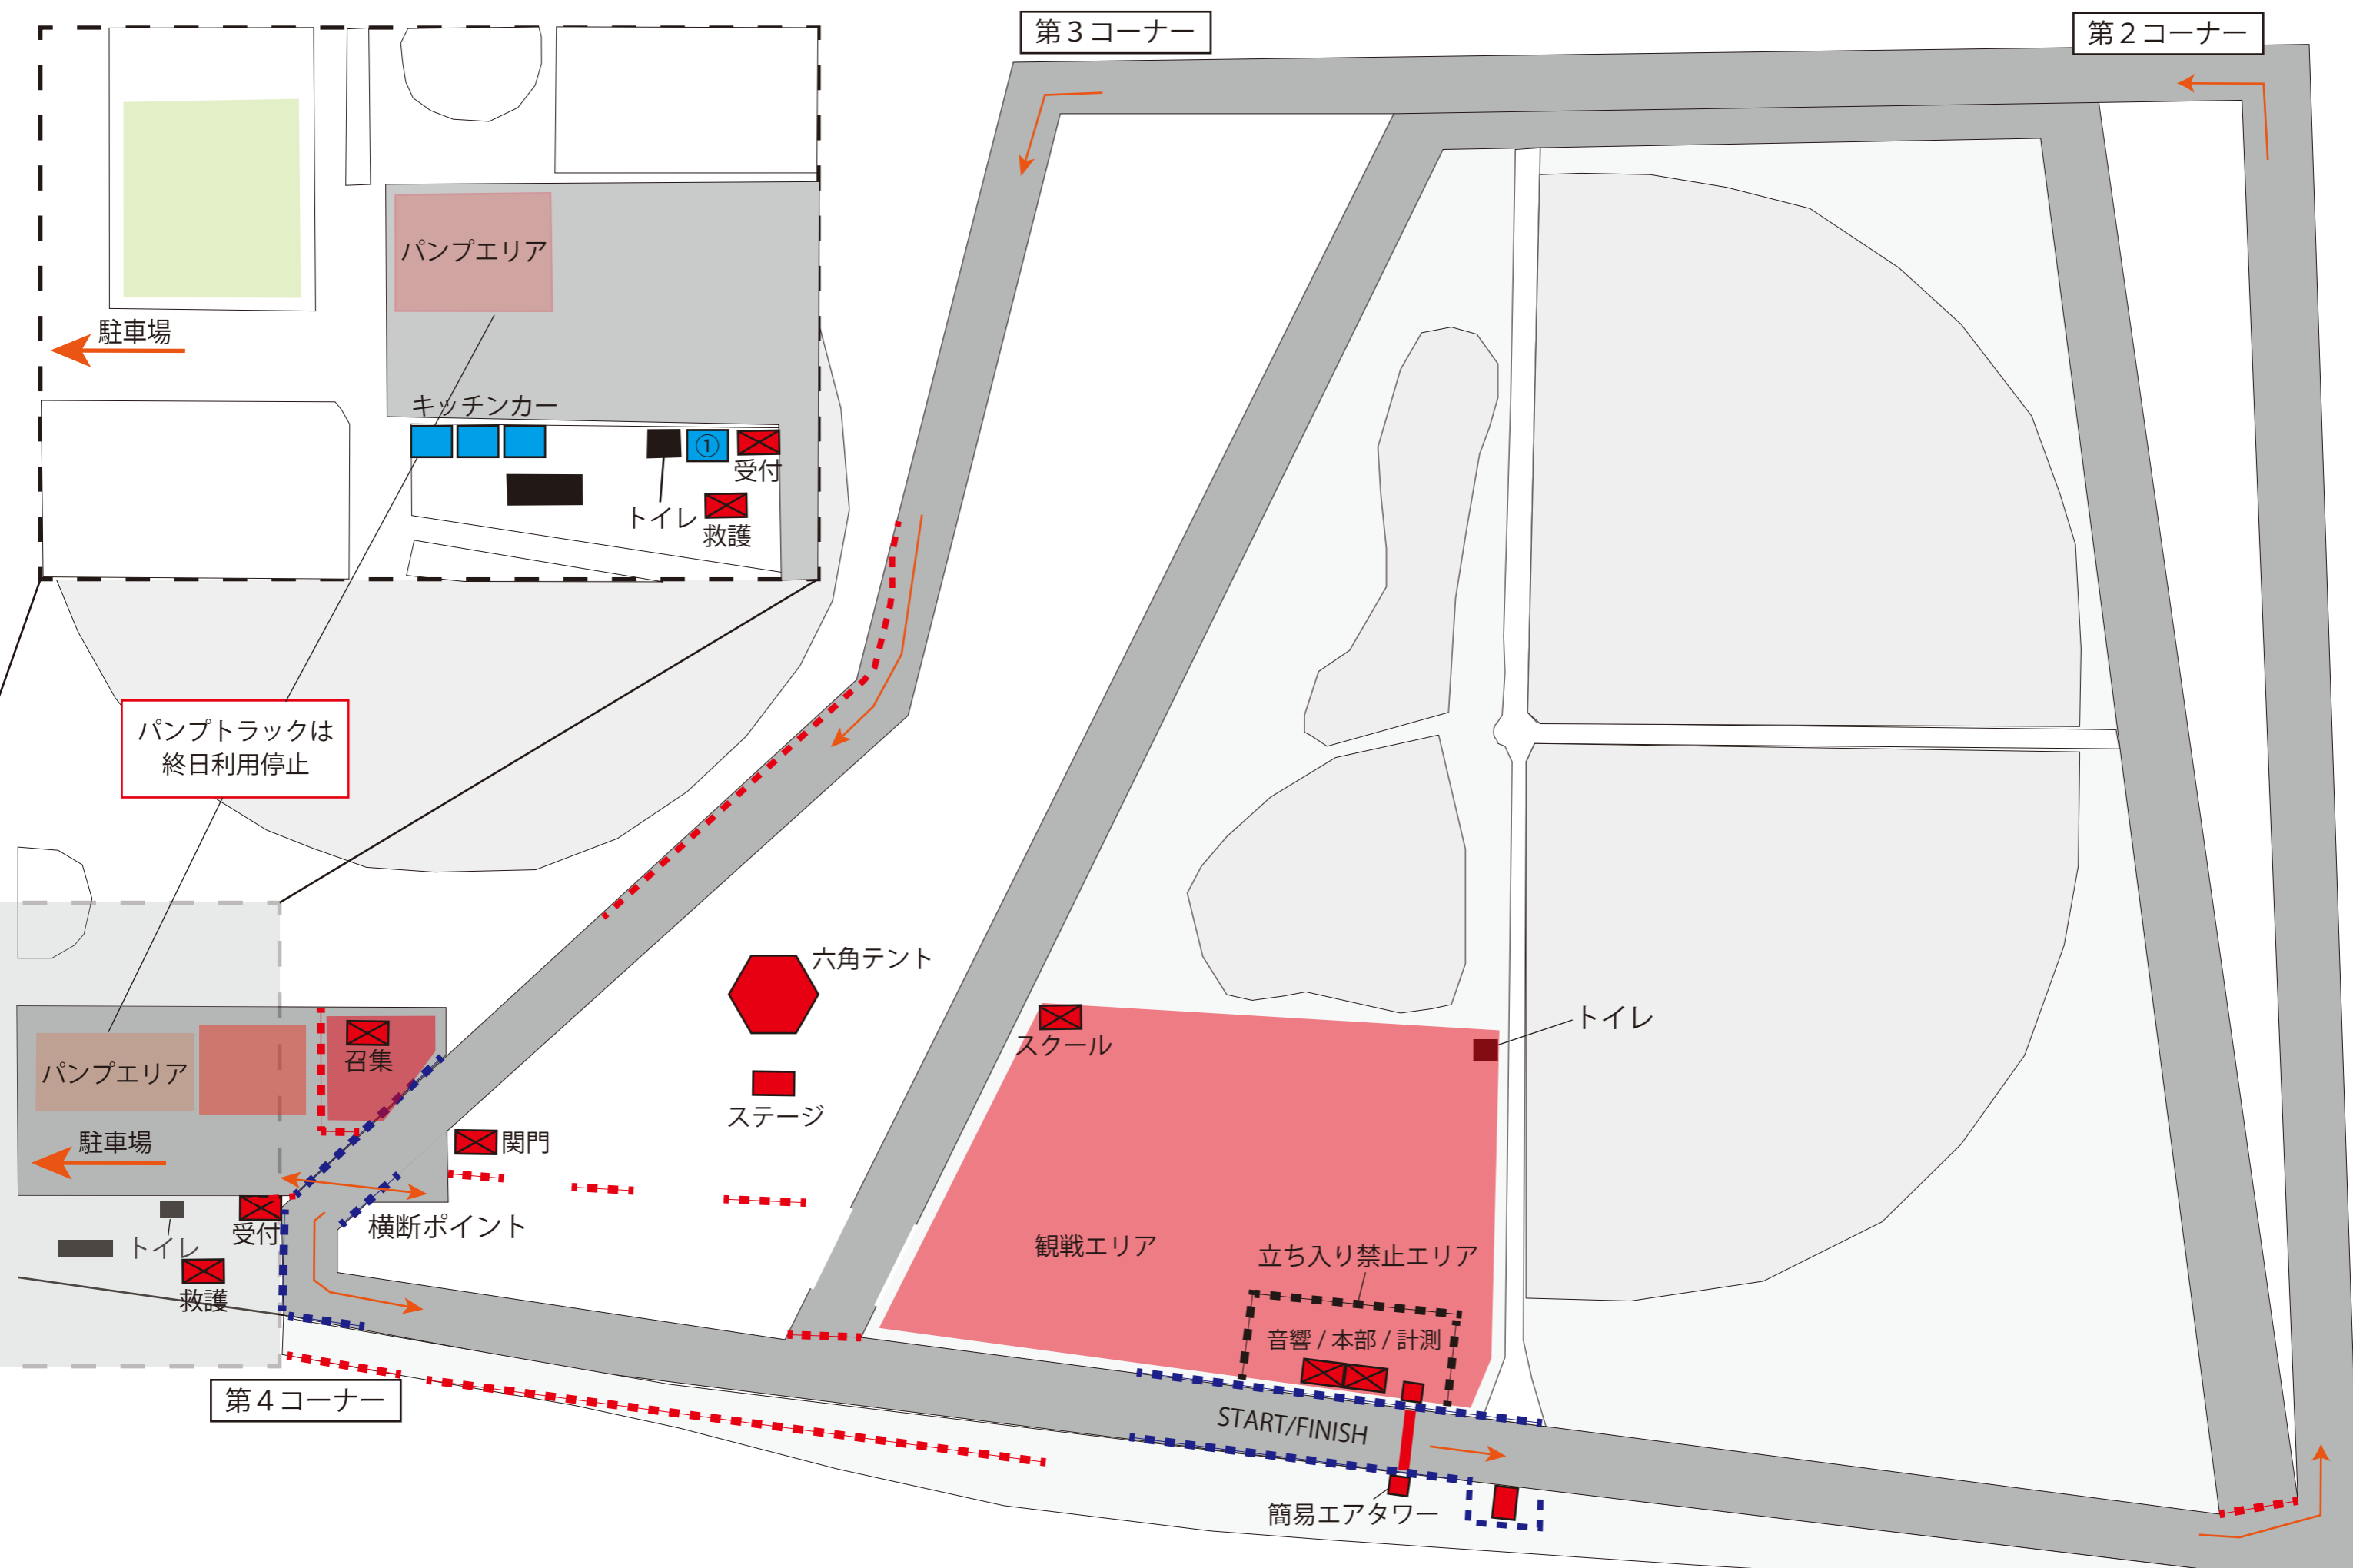 第３コーナー
第２コーナー
パンプエリア
駐車場
キッチンカー
①
受付
トイレ
救護
パンプトラックは
終日利用停止
六角テント
スクール
トイレ
召集
パンプエリア
ステージ
駐車場
関門
受付
横断ポイント
トイレ
救護
観戦エリア
立ち入り禁止エリア
音響 / 本部 / 計測
第４コーナー
START/FINISH
簡易エアタワー